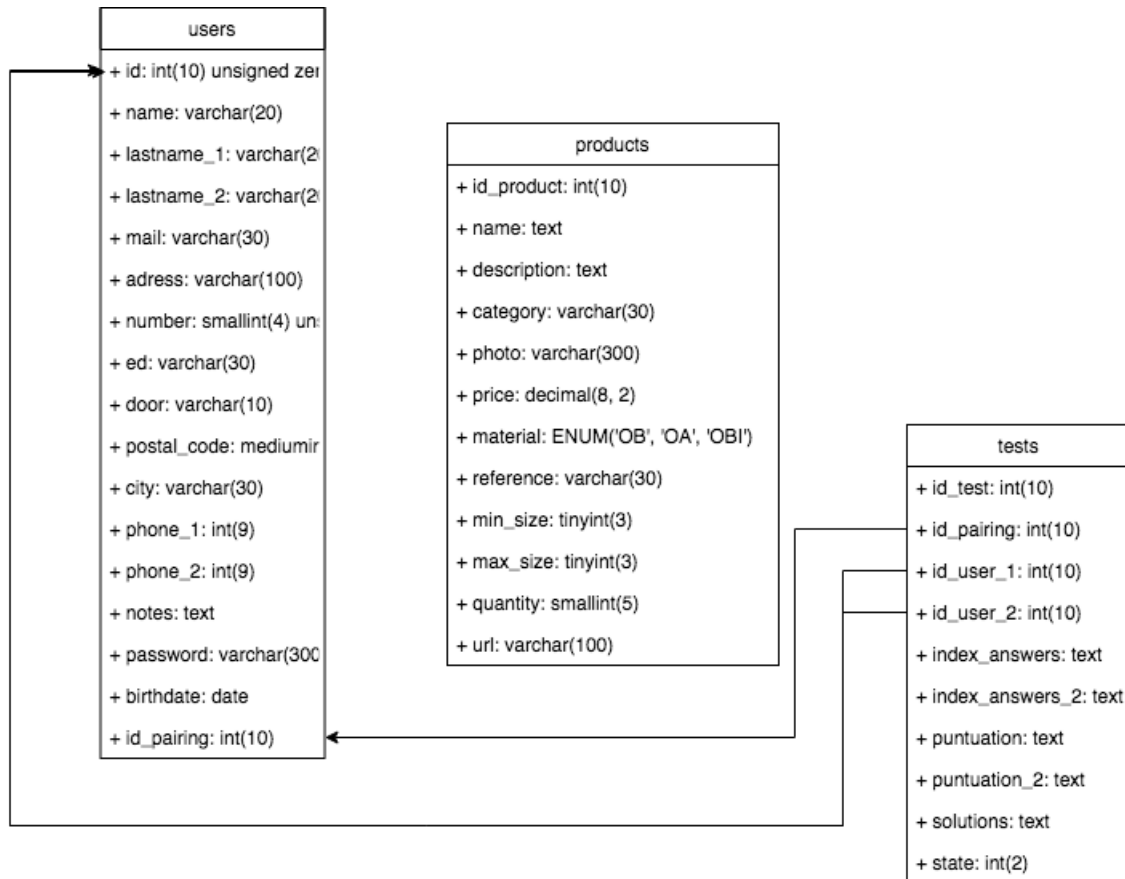 users
+ id: int(10) unsigned zer
+ name: varchar(20)
+ lastname_1: varchar(2
+ lastname_2: varchar(2
+ mail: varchar(30)
+ adress: varchar(100)
+ number: smallint(4) un
+ ed: varchar(30)
+ door: varchar(10)
+ postal_code: mediumir
+ city: varchar(30)
+ phone_1: int(9)
+ phone_2: int(9)
+ notes: text
+ password: varchar(300
+ birthdate: date
+ id_pairing: int(10)
products
+ id_product: int(10)
+ name: text
+ description: text
+ category: varchar(30)
+ photo: varchar(300)
+ price: decimal(8, 2)
+ material: ENUM('OB', 'OA', 'OBI')
+ reference: varchar(30)
+ min_size: tinyint(3)
+ max_size: tinyint(3)
+ quantity: smallint(5)
+ url: varchar(100)
tests
+ id_test: int(10)
+ id_pairing: int(10)
+ id_user_1: int(10)
+ id_user_2: int(10)
+ index_answers: text
+ index_answers_2: text
+ puntuation: text
+ puntuation_2: text
+ solutions: text
+ state: int(2)